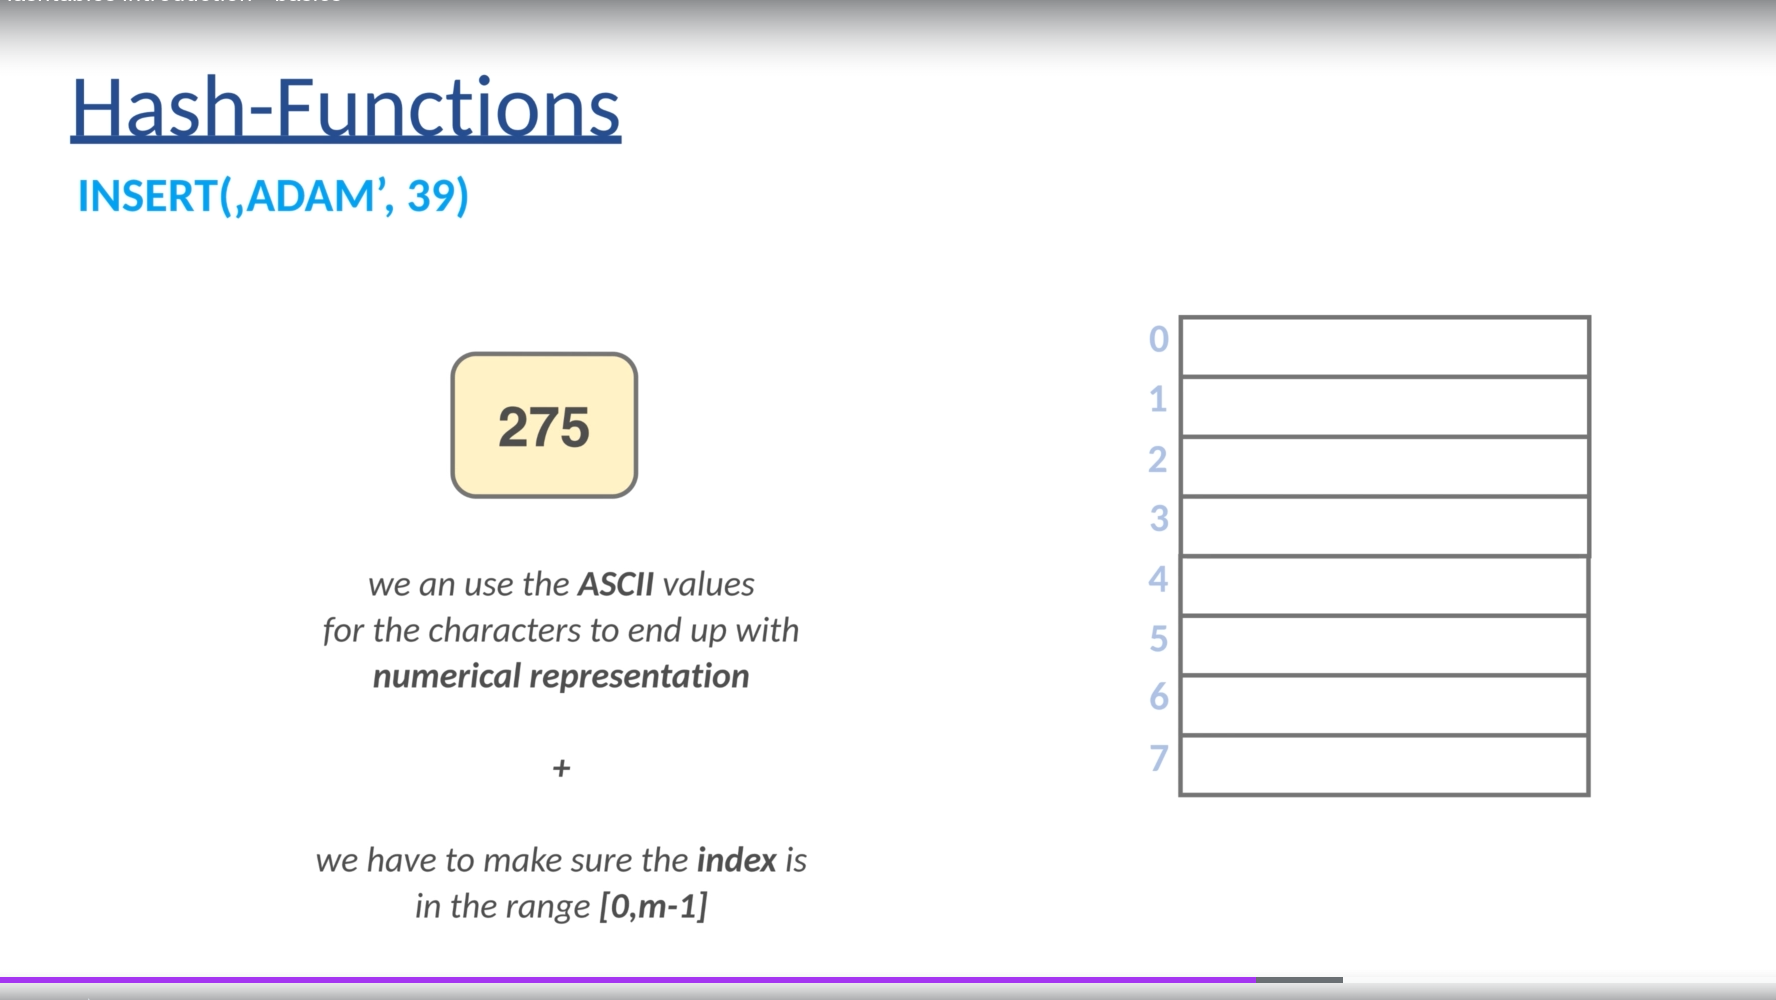 Hash-Functions
INSERT(‚ADAM’, 39)
275
we an use the ASCII values
for the characters to end up with
numerical representation
+
we have to make sure the index is
in the range [0,m-1]
0
1
2
3
4
5
6
7